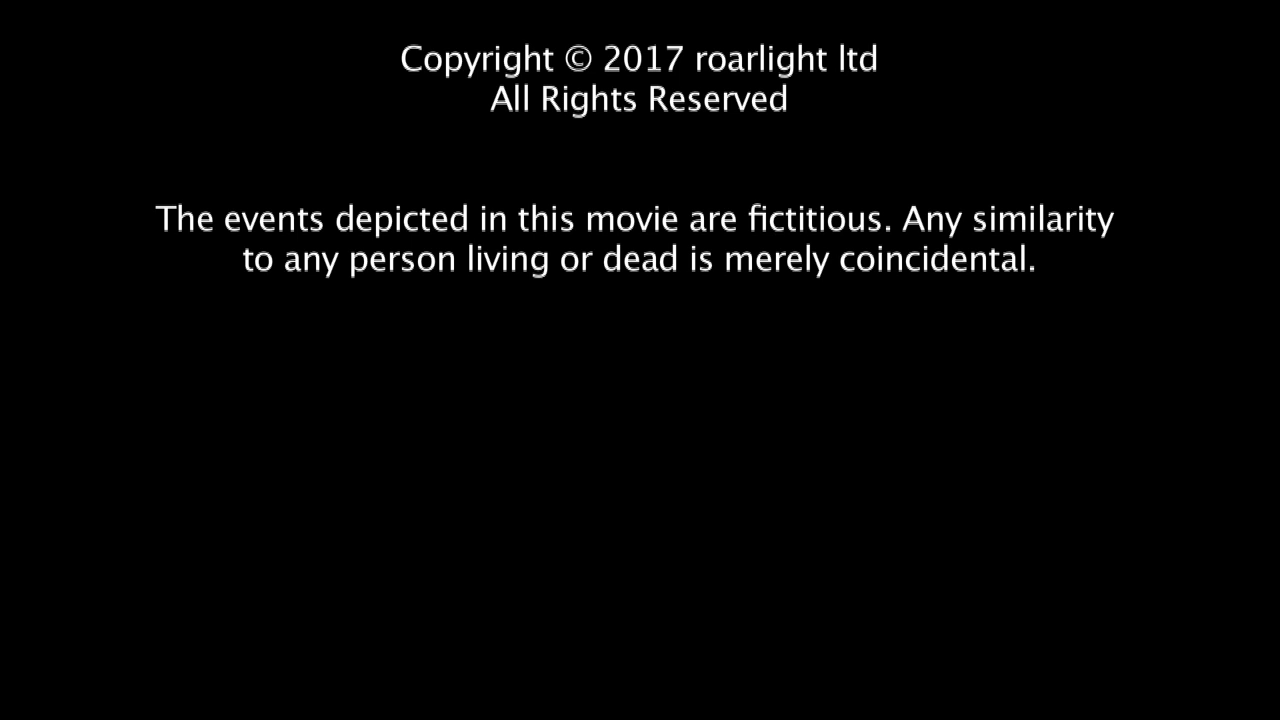 Copyright © 2017 roarlight ltd
All Rights Reserved
The events depicted in this movie are fictitious. Any similarity
to any person living or dead is merely coincidental.